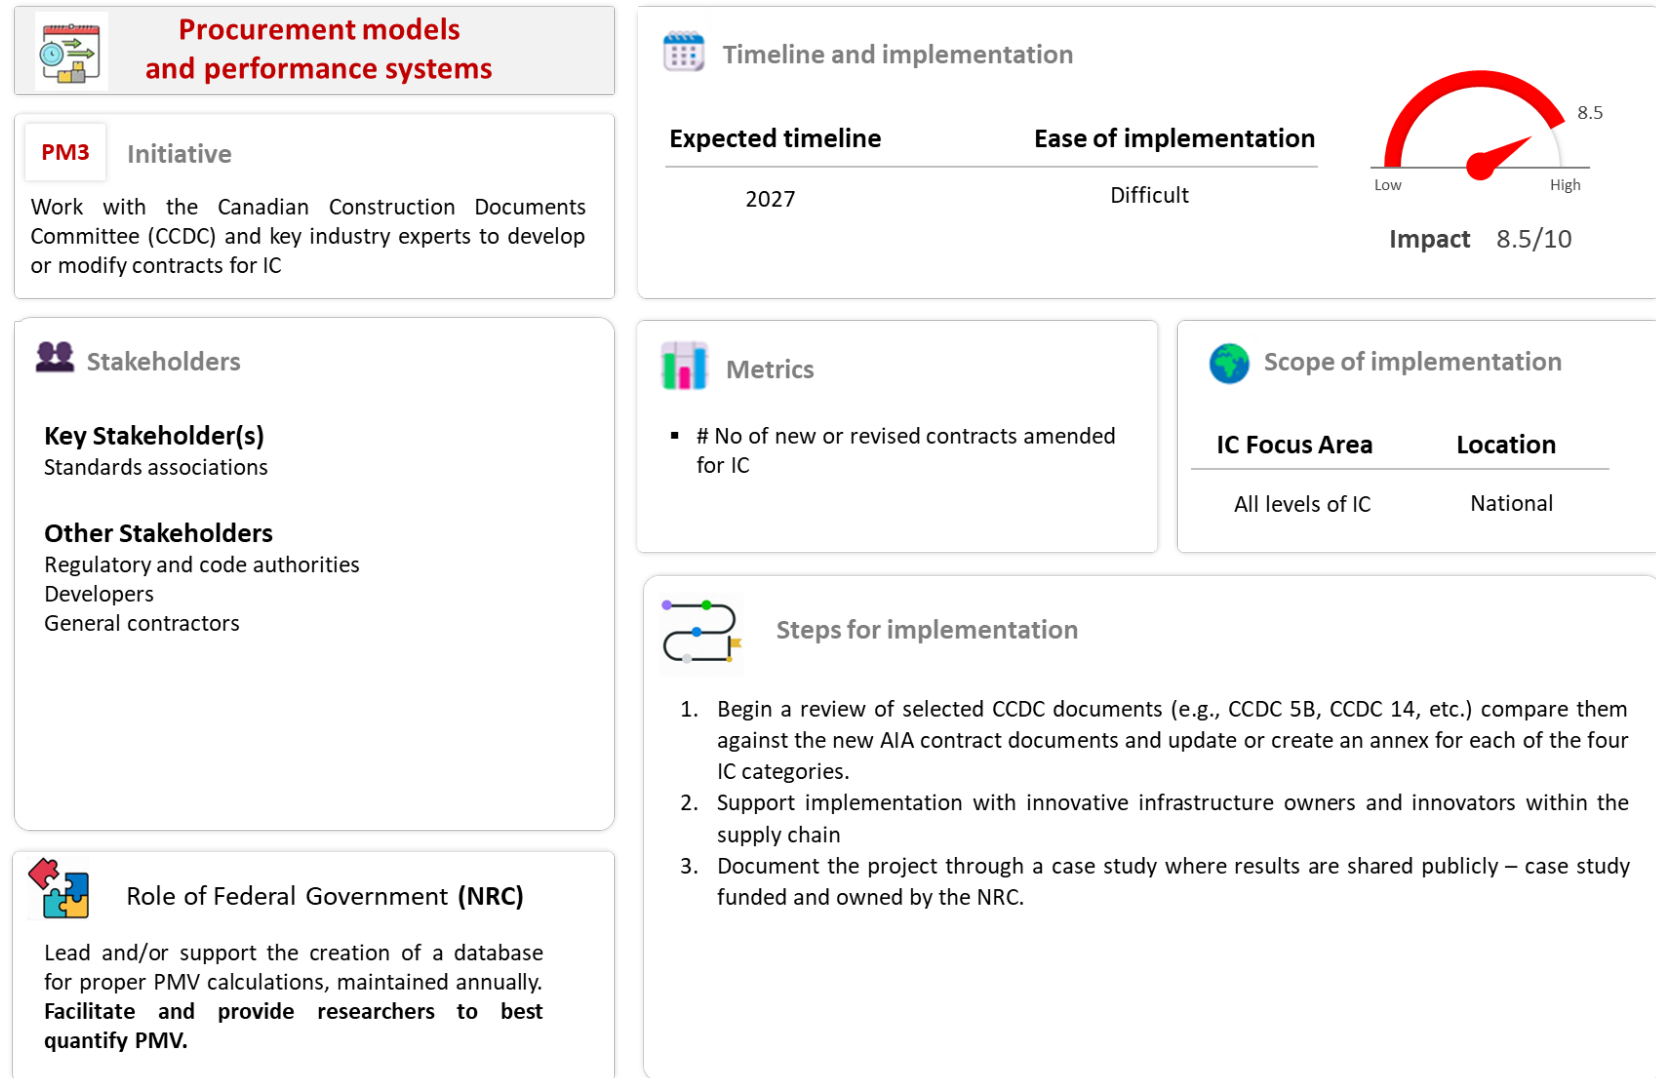 Procurement models
and performance systems
PM3
Initiative
Work with the Canadian Construction Documents
Committee (CCDC) and key industry experts to develop
or modify contracts for IC
Timeline and implementation
Expected timeline
Ease of implementation
2027
Difficult
8.5
Low
High
Impact 8.5/10
Stakeholders
Key Stakeholder(s)
Standards associations
Other Stakeholders
Regulatory and code authorities
Developers
General contractors
Metrics
▪ # No of new or revised contracts amended
for IC
Scope of implementation
IC Focus Area
Location
All levels of IC
National
Role of Federal Government (NRC)
Lead and/or support the creation of a database
for proper PMV calculations, maintained annually.
Facilitate and provide researchers to best
quantify PMV.
Steps for implementation
1. Begin a review of selected CCDC documents (e.g., CCDC 5B, CCDC 14, etc.) compare them
against the new AIA contract documents and update or create an annex for each of the four
IC categories.
2. Support implementation with innovative infrastructure owners and innovators within the
supply chain
3. Document the project through a case study where results are shared publicly – case study
funded and owned by the NRC.